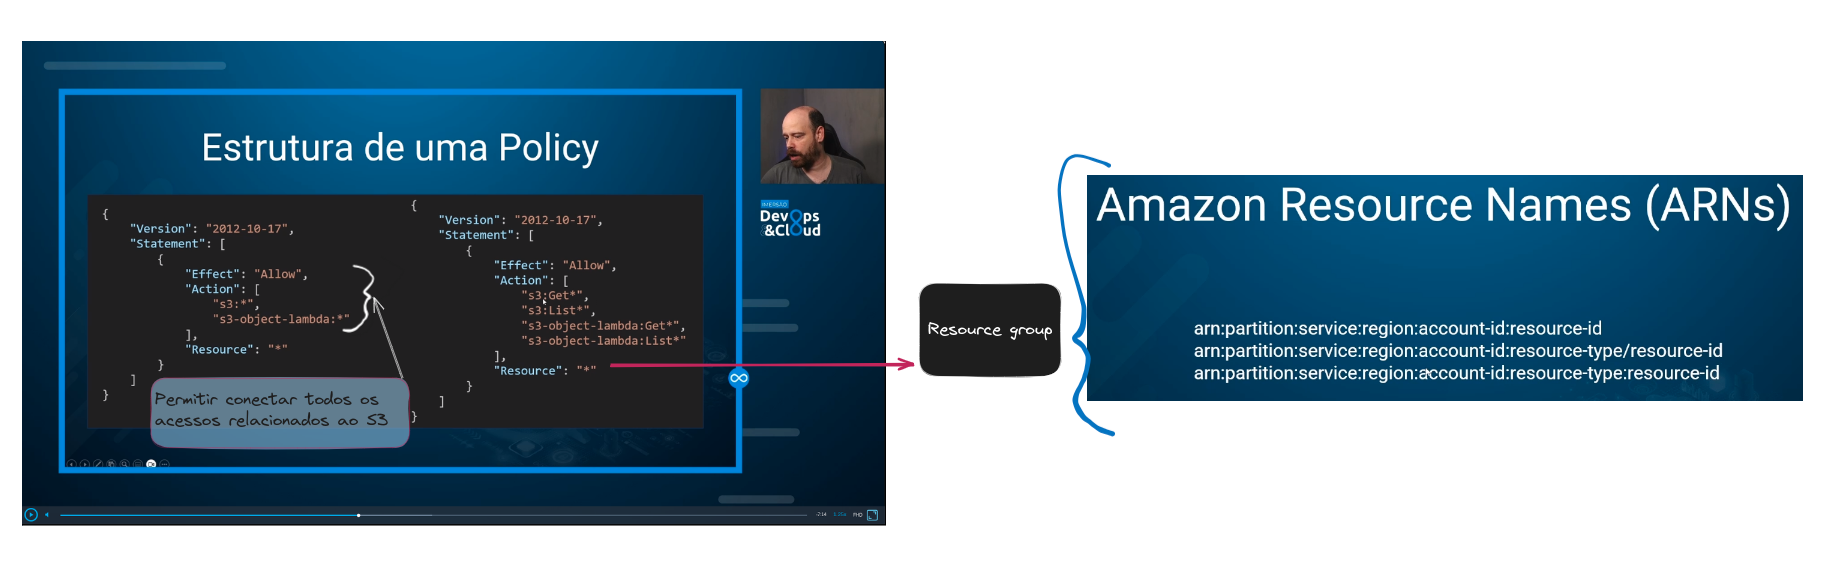 Estrutura de uma Policy
{
"Version": "2012-10-17",
"Statement": [
{
"Effect": "Allow",
"Action": [
"s3:*",
"s3-object-lambda:*"
],
"Resource": "*"
}
]
}
Permitir conectar todos os
acessos relacionados ao S3
{
"Version": "2012-10-17",
"Statement": [
{
"Effect": "Allow",
"Action": [
"s3:Get*",
"s3:List*",
"s3-object-lambda:Get*",
"s3-object-lambda:List*"
],
"Resource": "*"
}
]
}
IMERSÃO
DevOps
&Cloud
-7:14
FHD
Resource group
Amazon Resource Names (ARNs)
arn:partition:service:region:account-id:resource-id
arn:partition:service:region:account-id:resource-type/resource-id
arn:partition:service:region:account-id:resource-type:resource-id